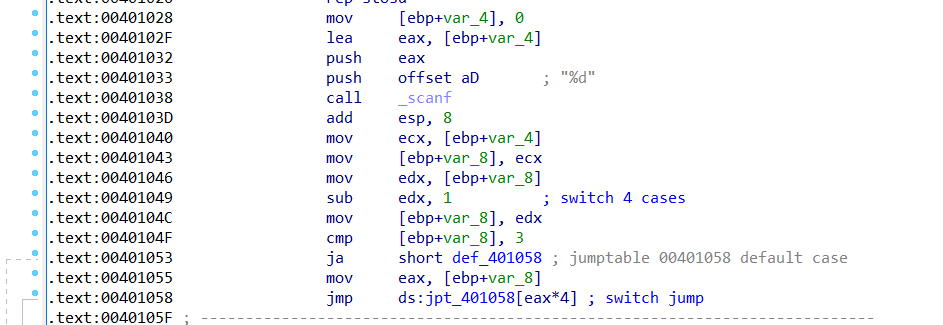 .text:00401028 mov [ebp+var_4], 0
.text:0040102F lea eax, [ebp+var_4]
.text:00401032 push eax
.text:00401033 push offset aD ; "%d"
.text:00401038 call _scanf
.text:0040103D add esp, 8
.text:00401040 mov ecx, [ebp+var_4]
.text:00401043 mov [ebp+var_8], ecx
.text:00401046 mov edx, [ebp+var_8]
.text:00401049 sub edx, 1 ; switch 4 cases
.text:0040104C mov [ebp+var_8], edx
.text:0040104F cmp [ebp+var_8], 3
.text:00401053 ja short def_401058 ; jumptable 00401058 default case
.text:00401055 mov eax, [ebp+var_8]
.text:00401058 jmp ds:jpt_401058[eax*4] ; switch jump
.text:0040105F ; ---------------------------------------------------------------------------